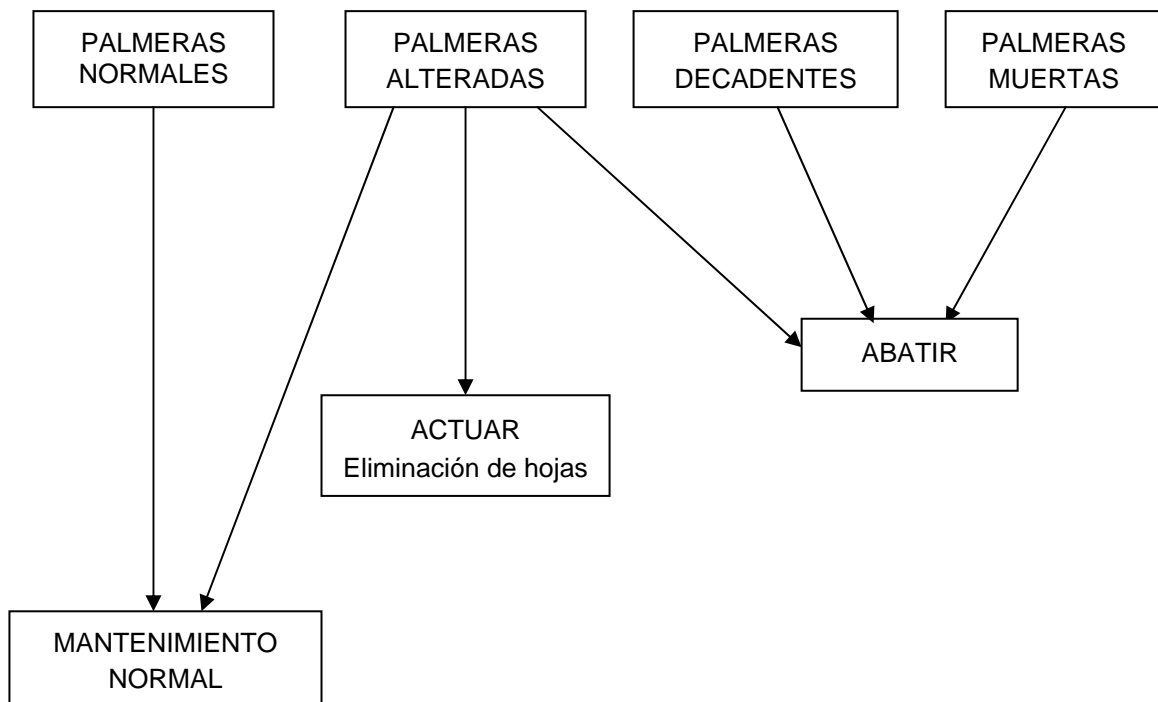 PALMERAS
NORMALES
PALMERAS
ALTERADAS
PALMERAS
DECADENTES
PALMERAS
MUERTAS
ABATIR
ACTUAR
Eliminación de hojas
MANTENIMIENTO
NORMAL